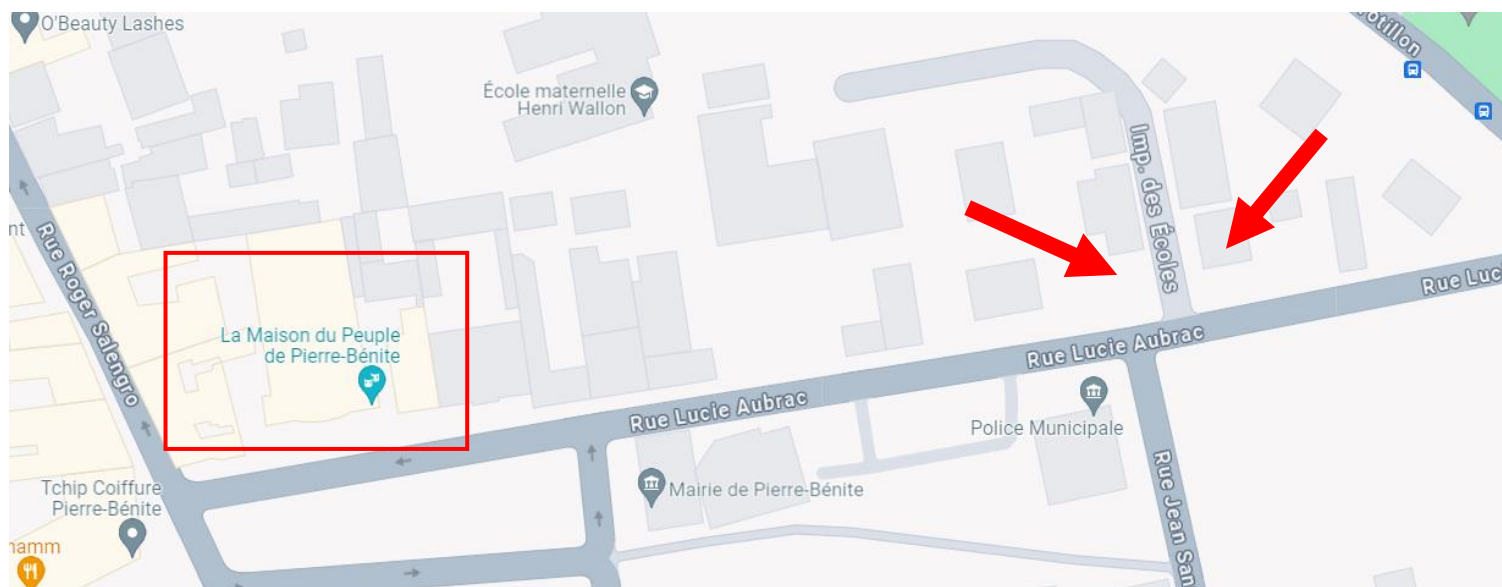 O'Beauty Lashes
École maternelle
Henri Wallon
Imp. des Écoles
Rue Roger Salengro
La Maison du Peuple
de Pierre-Bénite
Rue Lucie Aubrac
Rue Lucie Aubrac
Rue Luc
Police Municipale
Mairie de Pierre-Bénite
Rue Jean San
Tchip Coiffure
Pierre-Bénite